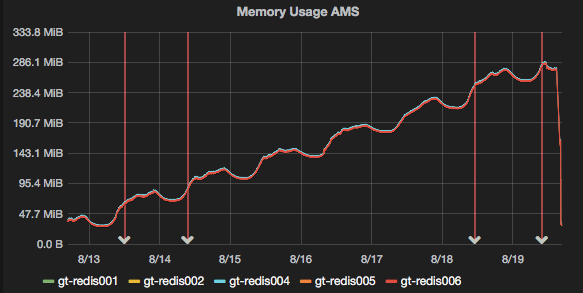 Memory Usage AMS
333.8 MiB
286.1 MiB
238.4 MiB
190.7 MiB
143.1 MiB
95.4 MiB
47.7 MiB
0.0 B
8/13 8/14 8/15 8/16 8/17 8/18 8/19
gt-redis001 gt-redis002 gt-redis004 gt-redis005 gt-redis006